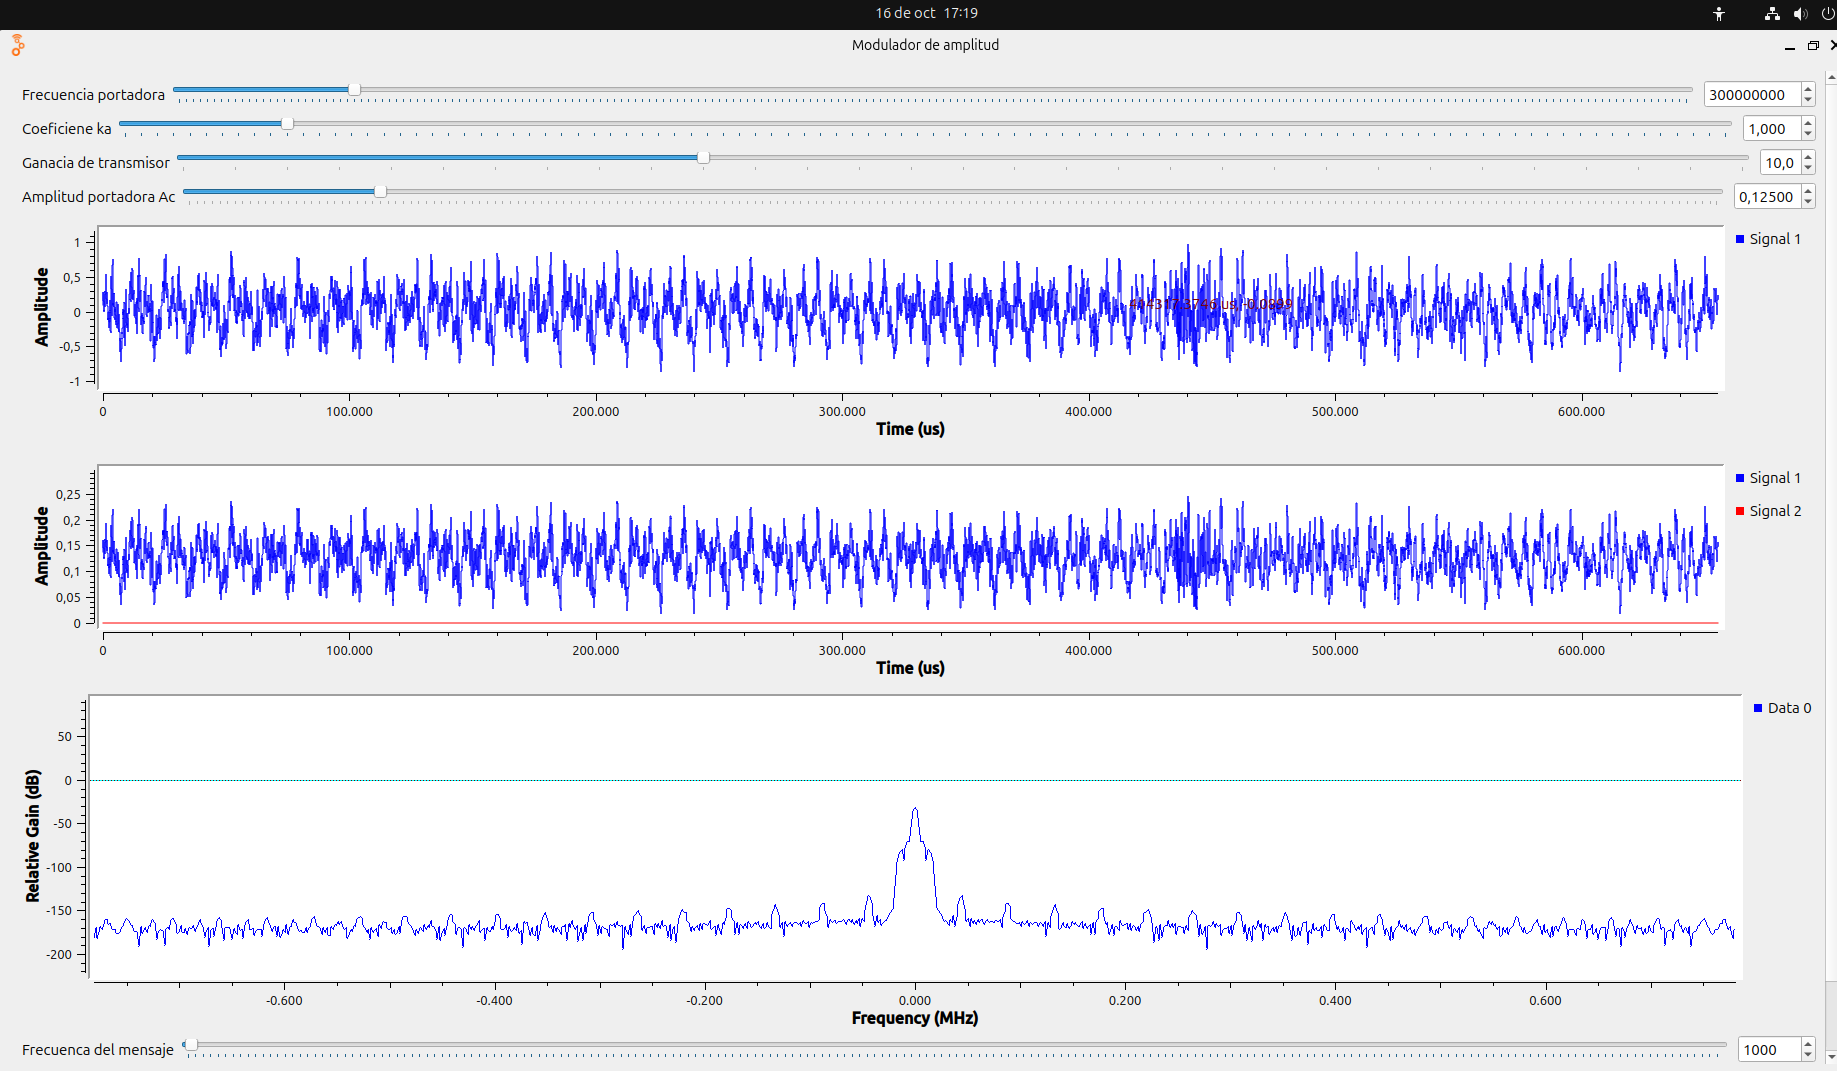 16 de oct 17:19
Modulador de amplitud
Frecuencia portadora 300000000
Coeficiene ka 1,000
Ganacia de transmisor 10,0
Amplitud portadora Ac 0,12500
Amplitude
1
0,5
0
-0,5
-1
Signal 1
0 100.000 200.000 300.000 400.000 500.000 600.000
Time (us)
Amplitude
0,25
0,2
0,15
0,1
0,05
0
Signal 1
Signal 2
0 100.000 200.000 300.000 400.000 500.000 600.000
Time (us)
Relative Gain (dB)
50
0
-50
-100
-150
-200
Data 0
-0.600 -0.400 -0.200 0.000 0.200 0.400 0.600
Frequency (MHz)
Frecuenca del mensaje 1000